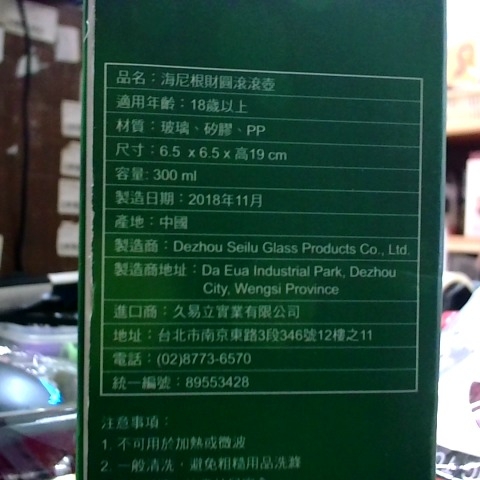 品名：海尼根財圓滾滾壺
適用年齡：18歲以上
材質：玻璃、矽膠、PP
尺寸：6.5 x 6.5 x 高19 cm
容量: 300 ml
製造日期：2018年11月
產地：中國
製造商：Dezhou Seilu Glass Products Co., Ltd.
製造商地址：Da Eua Industrial Park, Dezhou
City, Wengsi Province
進口商：久易立實業有限公司
地址：台北市南京東路3段346號12樓之11
電話：(02)8773-6570
統一編號：89553428
注意事項：
1. 不可用於加熱或微波
2. 一般清洗，避免粗糙用品洗滌